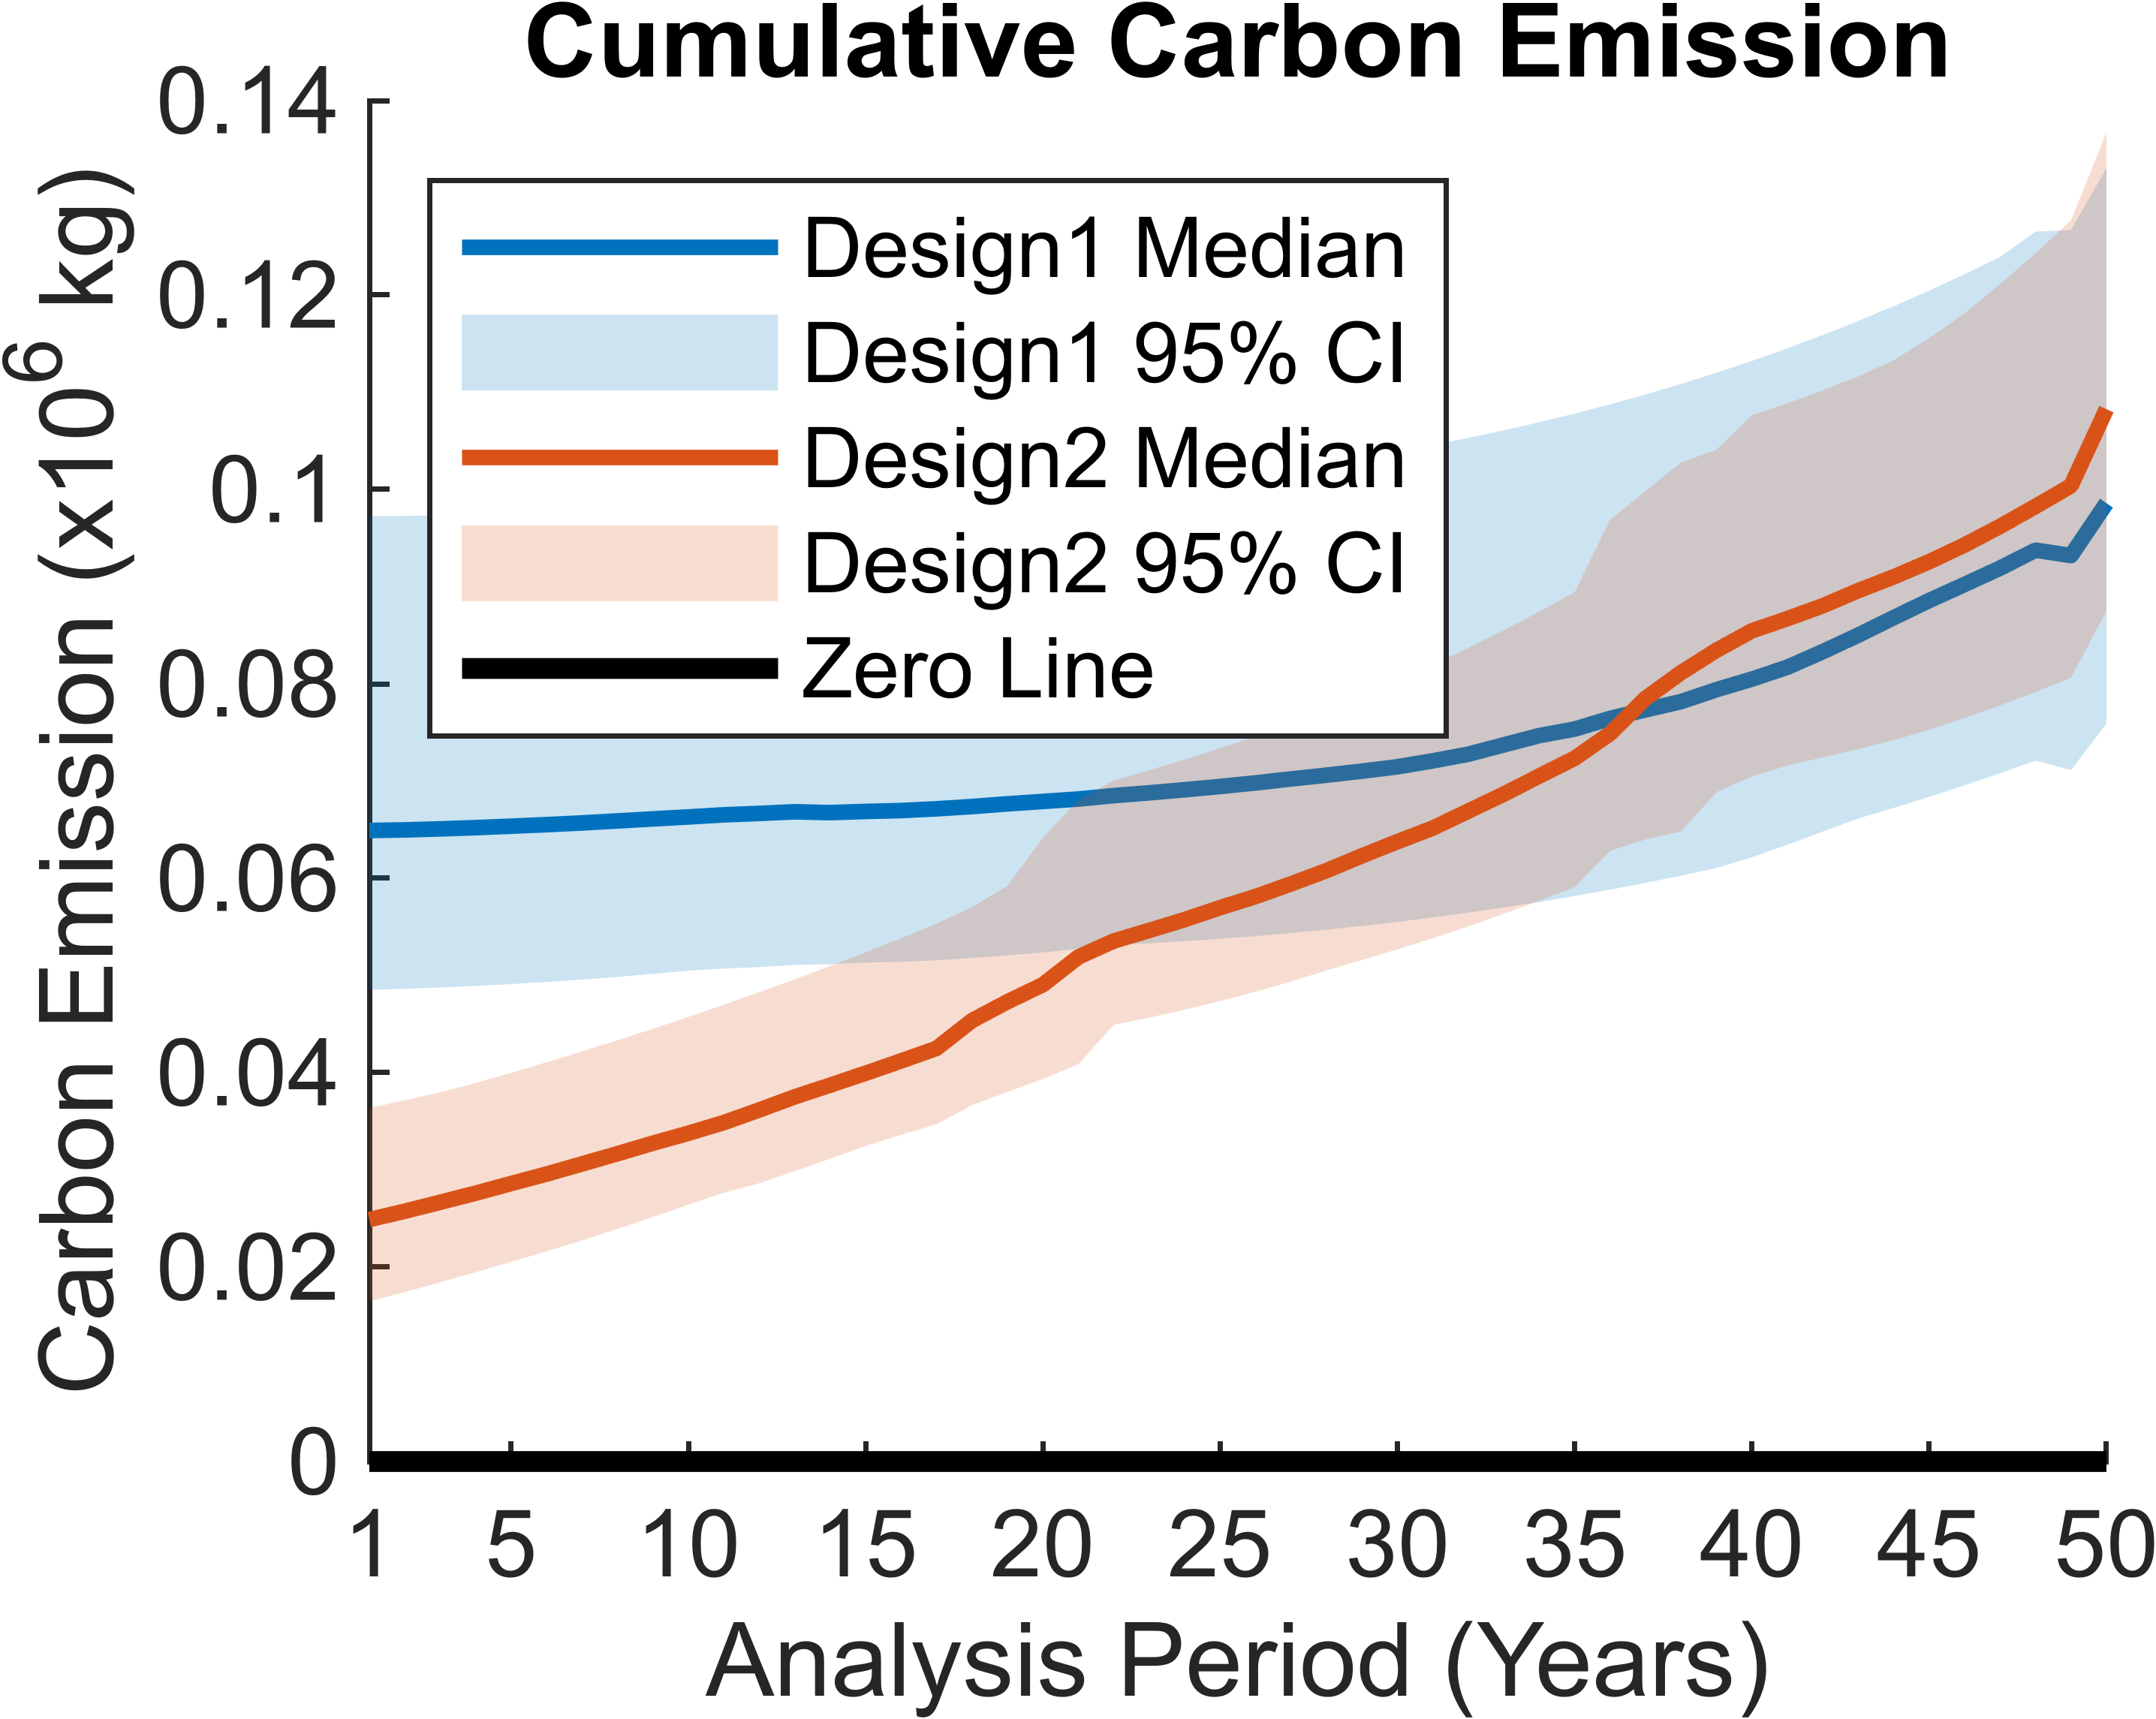 Cumulative Carbon Emission
Carbon Emission (x10⁶ kg)
0.14
0.12
0.1
0.08
0.06
0.04
0.02
0
Design1 Median
Design1 95% CI
Design2 Median
Design2 95% CI
Zero Line
1 5 10 15 20 25 30 35 40 45 50
Analysis Period (Years)